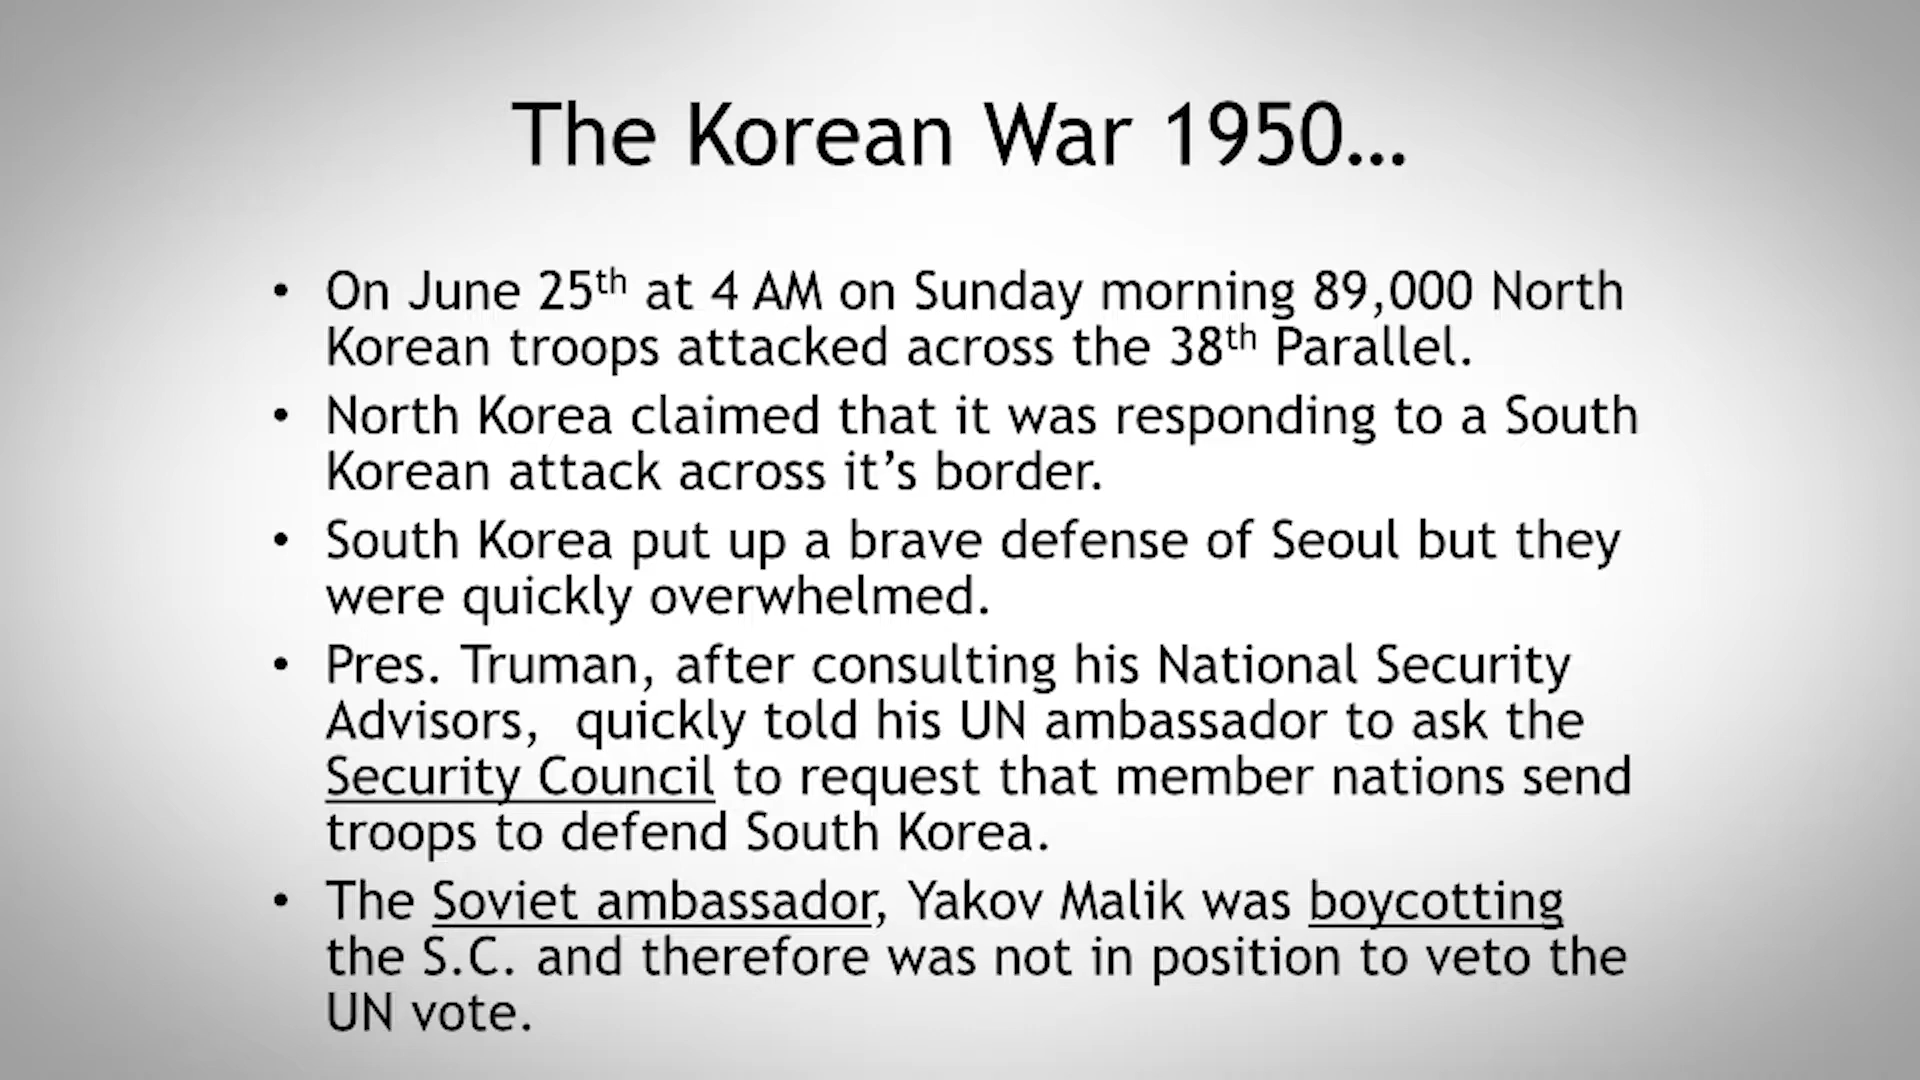 The Korean War 1950...
• On June 25th at 4 AM on Sunday morning 89,000 North
Korean troops attacked across the 38th Parallel.
• North Korea claimed that it was responding to a South
Korean attack across it’s border.
• South Korea put up a brave defense of Seoul but they
were quickly overwhelmed.
• Pres. Truman, after consulting his National Security
Advisors,  quickly told his UN ambassador to ask the
Security Council to request that member nations send
troops to defend South Korea.
• The Soviet ambassador, Yakov Malik was boycotting
the S.C. and therefore was not in position to veto the
UN vote.